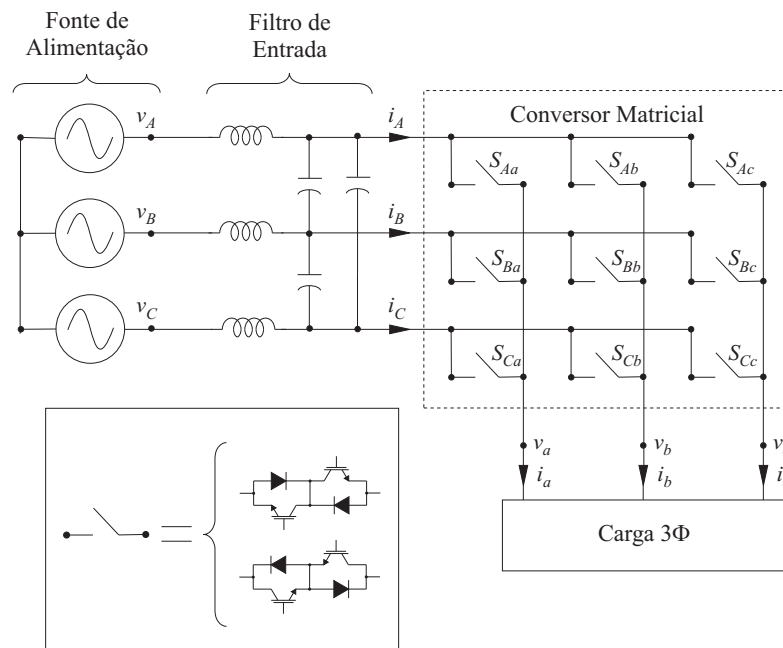 Fonte de
Alimentação
Filtro de
Entrada
Conversor Matricial
v_A
i_A
S_Aa
S_Ab
S_Ac
v_B
i_B
S_Ba
S_Bb
S_Bc
v_C
i_C
S_Ca
S_Cb
S_Cc
v_a
v_b
v
i_a
i_b
i
Carga 3Φ